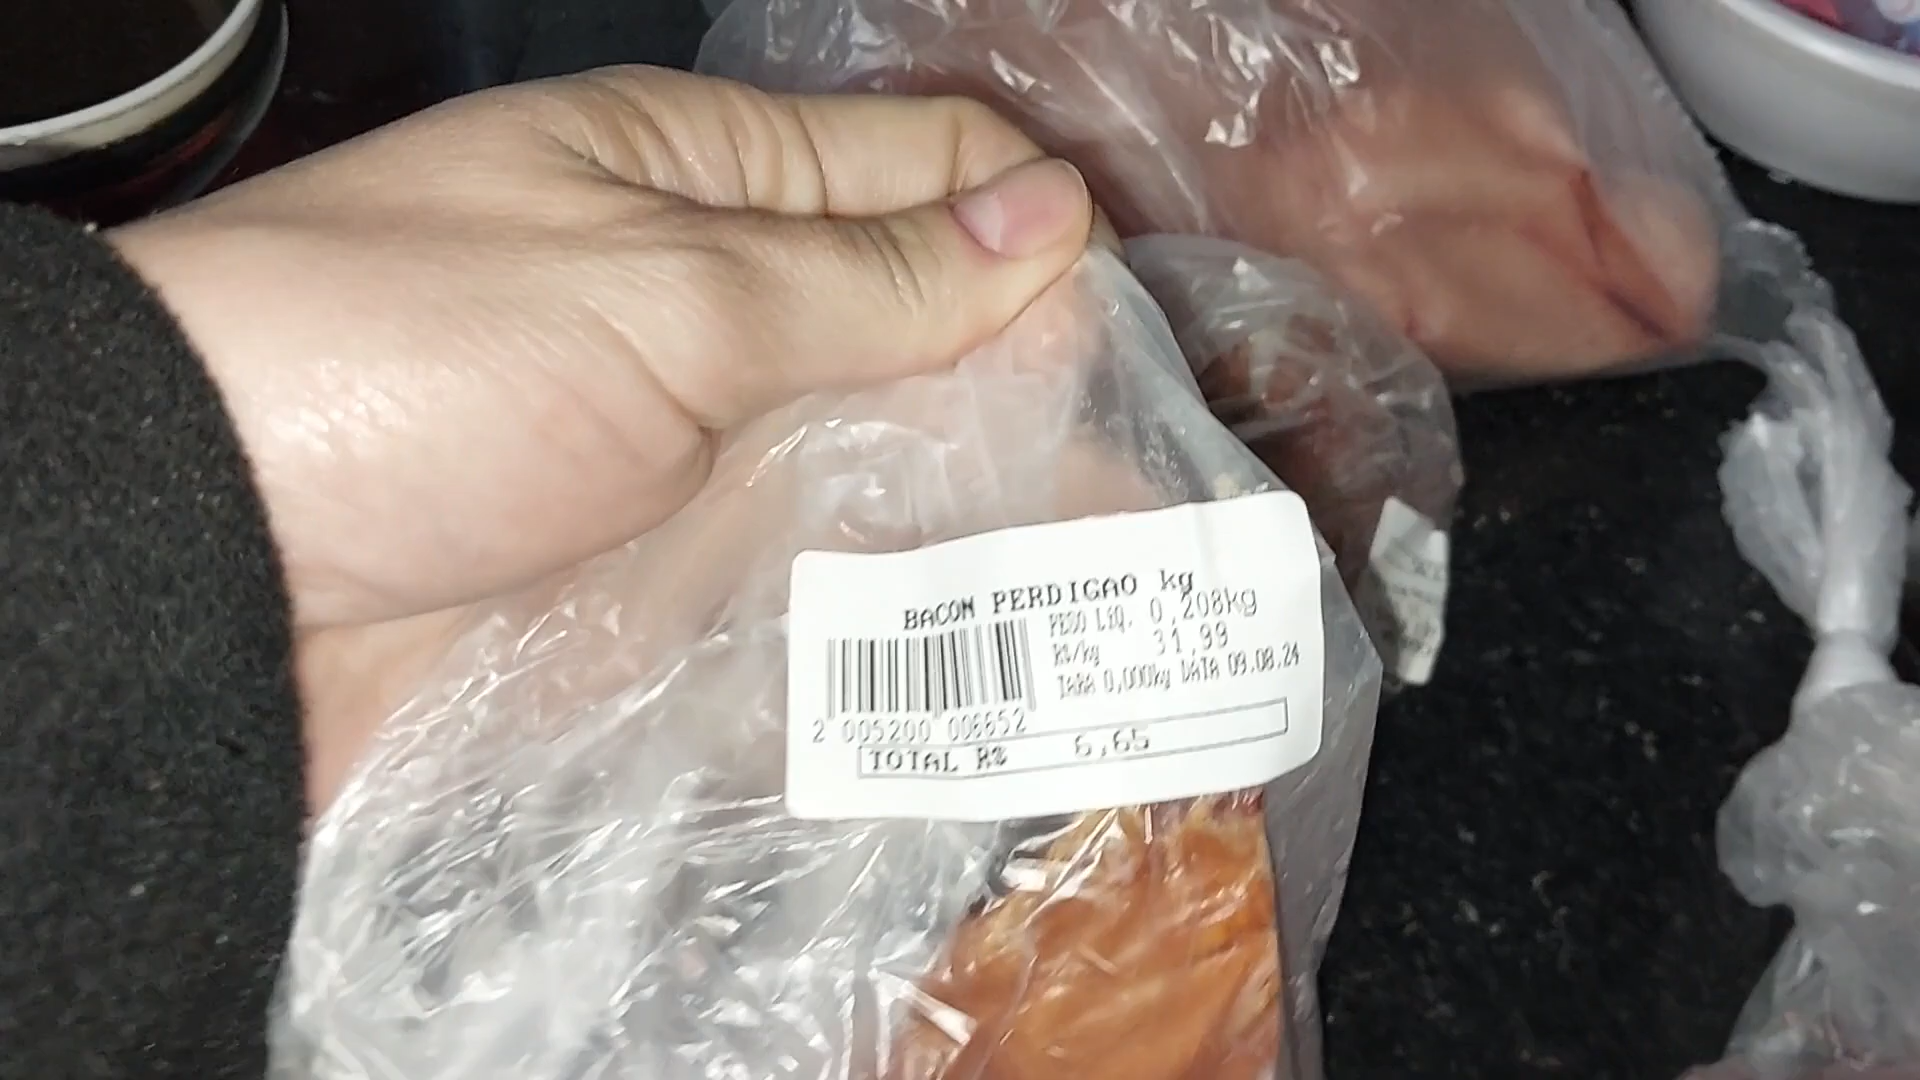 BACON PERDIGAO kg
PESO LÍQ. 0,208kg
R$/kg 31,99
TARA 0,000kg DATA 09.08.24
2 005200 006652
TOTAL R$ 6,65